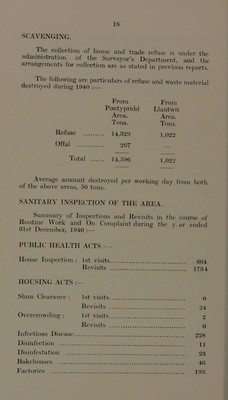 18
SCAVENGING.
The collection of house and trade refuse is under the
administration of the Surveyor's Department, and the
arrangements for collection are as stated in previous reports.
The following are particulars of refuse and waste material
destroyed during 1940 :—
From From
Pontypridd Llantwit
Area. Area.
Tons. Tons.
Refuse ......... 14,329 1,022
Offal ......... 267 —
Total ...... 14,596 1,022
Average amount destroyed per working day from both
of the above areas, 50 tons.
SANITARY INSPECTION OF THE AREA.
Summary of Inspections and Revisits in the course of
Routine Work and On Complaint during the year ended
31st December, 1940 :—
PUBLIC HEALTH ACTS :—
House Inspection : 1st visits ......... 664
Revisits ......... 1734
HOUSING ACTS :—
Slum Clearance : 1st visits ......... 0
Revisits ......... 24
Overcrowding : 1st visits ......... 2
Revisits ......... 0
Infectious Disease ......... 228
Disinfection ......... 11
Disinfestation ......... 23
Bakehouses ......... 46
Factories ......... 193